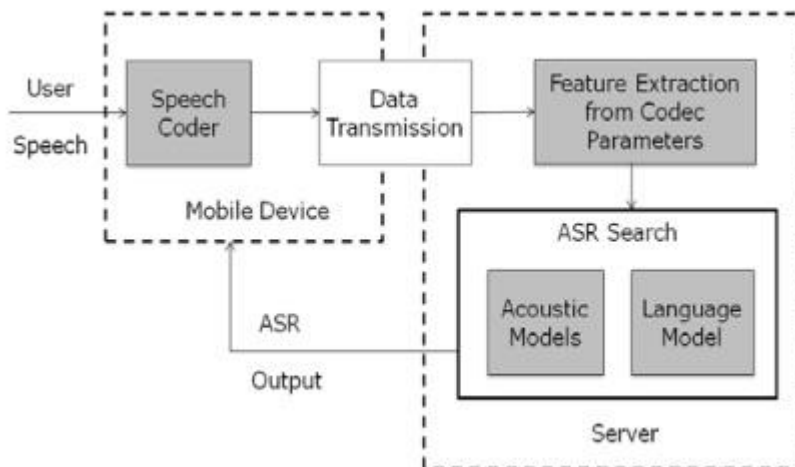 User
Speech
Speech
Coder
Mobile Device
Data
Transmission
Feature Extraction
from Codec
Parameters
ASR Search
Acoustic
Models
Language
Model
Server
ASR
Output